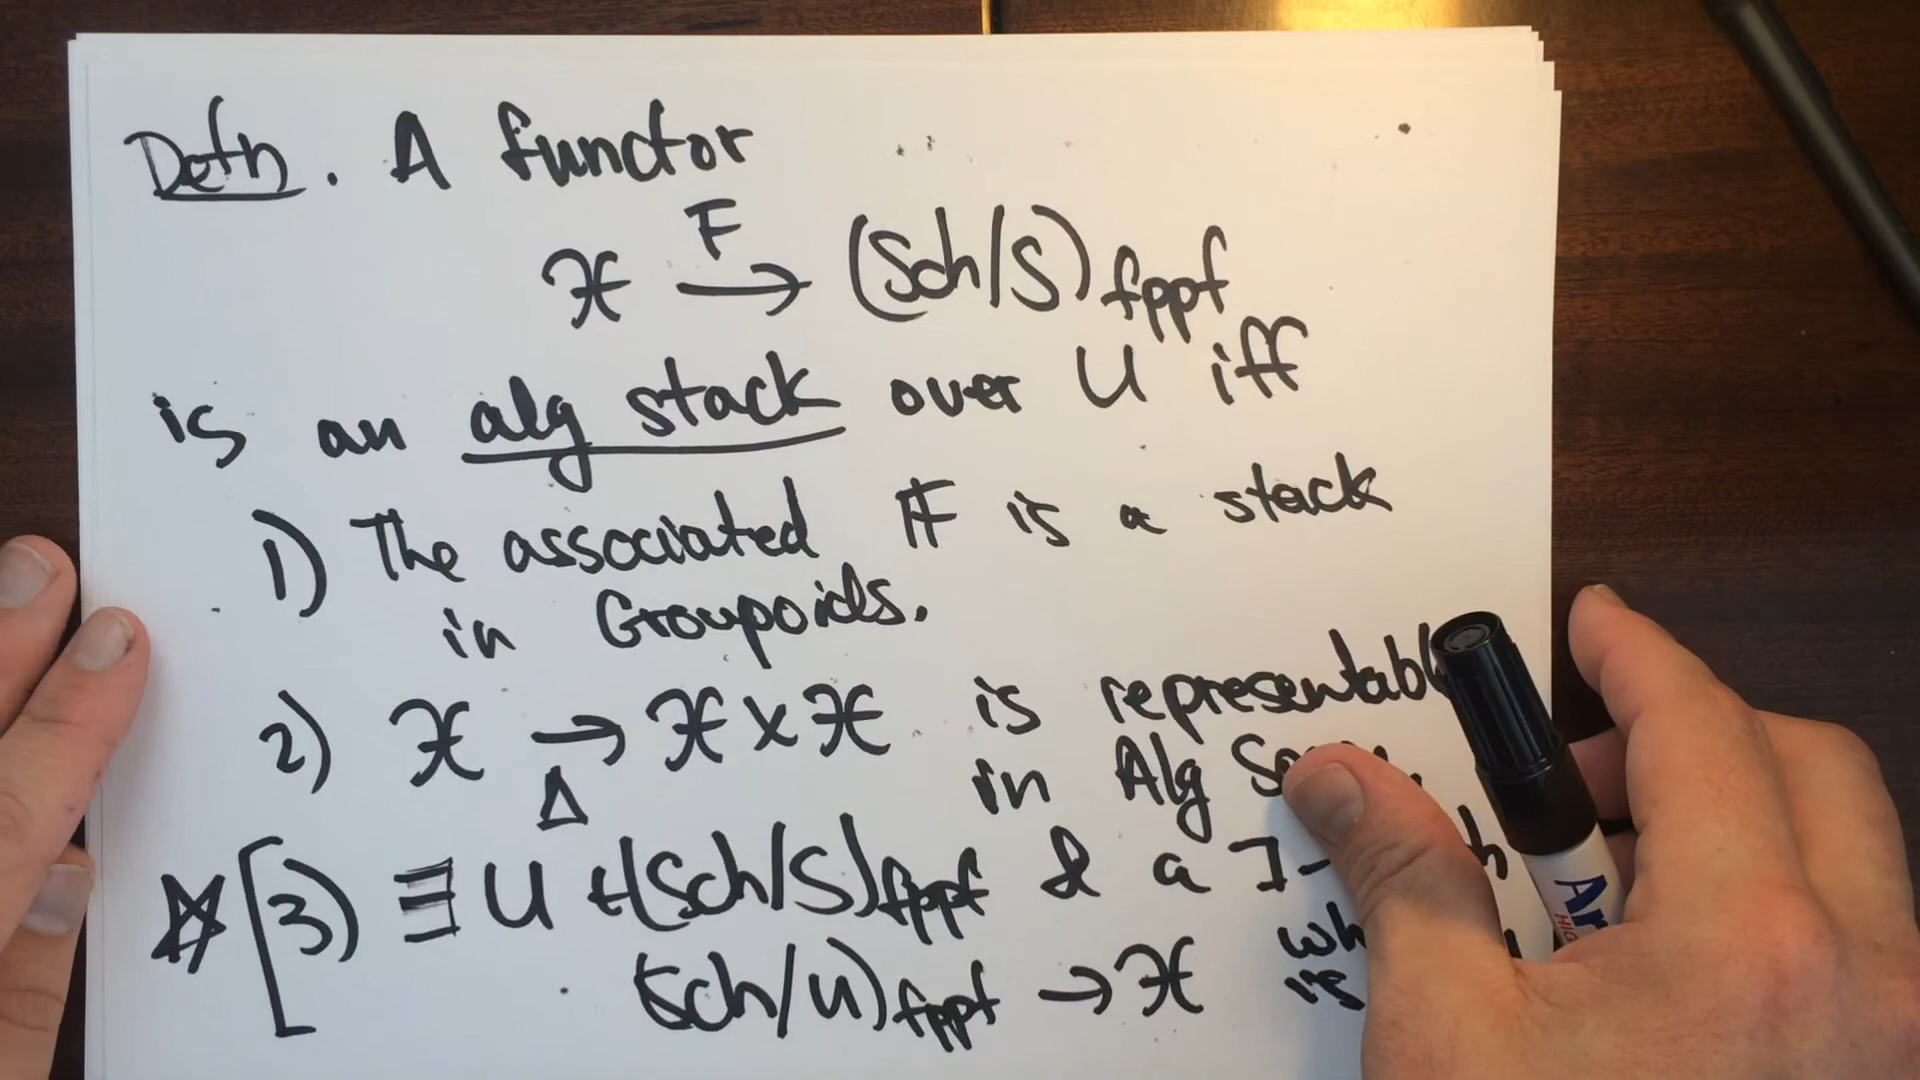 Defn. A functor
F
𝓗 → (Sch/S)fppf
is an alg stack over U iff
1) The associated 𝔽 is a stack
in Groupoids.
2) 𝓗 → 𝓗 × 𝓗 is
Δ
in Alg
☆ [ 3) ∃ U ∈ (Sch/S)fppf & a
(Sch/U)fppf → 𝓗 is